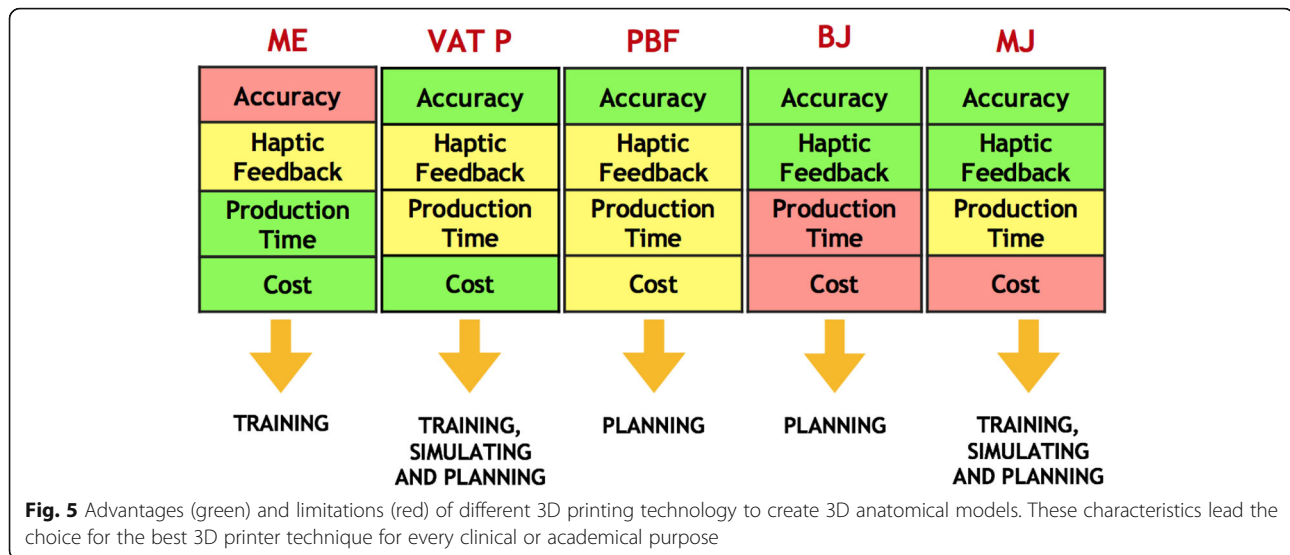 ME VAT P PBF BJ MJ
Accuracy Accuracy Accuracy Accuracy Accuracy
Haptic Haptic Haptic Haptic Haptic
Feedback Feedback Feedback Feedback Feedback
Production Production Production Production Production
Time Time Time Time Time
Cost Cost Cost Cost Cost
TRAINING TRAINING, PLANNING PLANNING TRAINING,
SIMULATING SIMULATING
AND PLANNING AND PLANNING
Fig. 5 Advantages (green) and limitations (red) of different 3D printing technology to create 3D anatomical models. These characteristics lead the
choice for the best 3D printer technique for every clinical or academical purpose